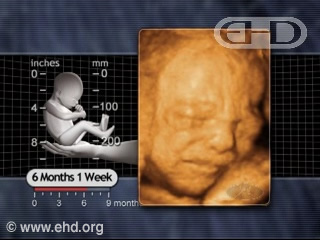 EHD
inches mm
0 0
4 100
8 200
6 Months 1 Week
0 3 6 9 months
© www.ehd.org